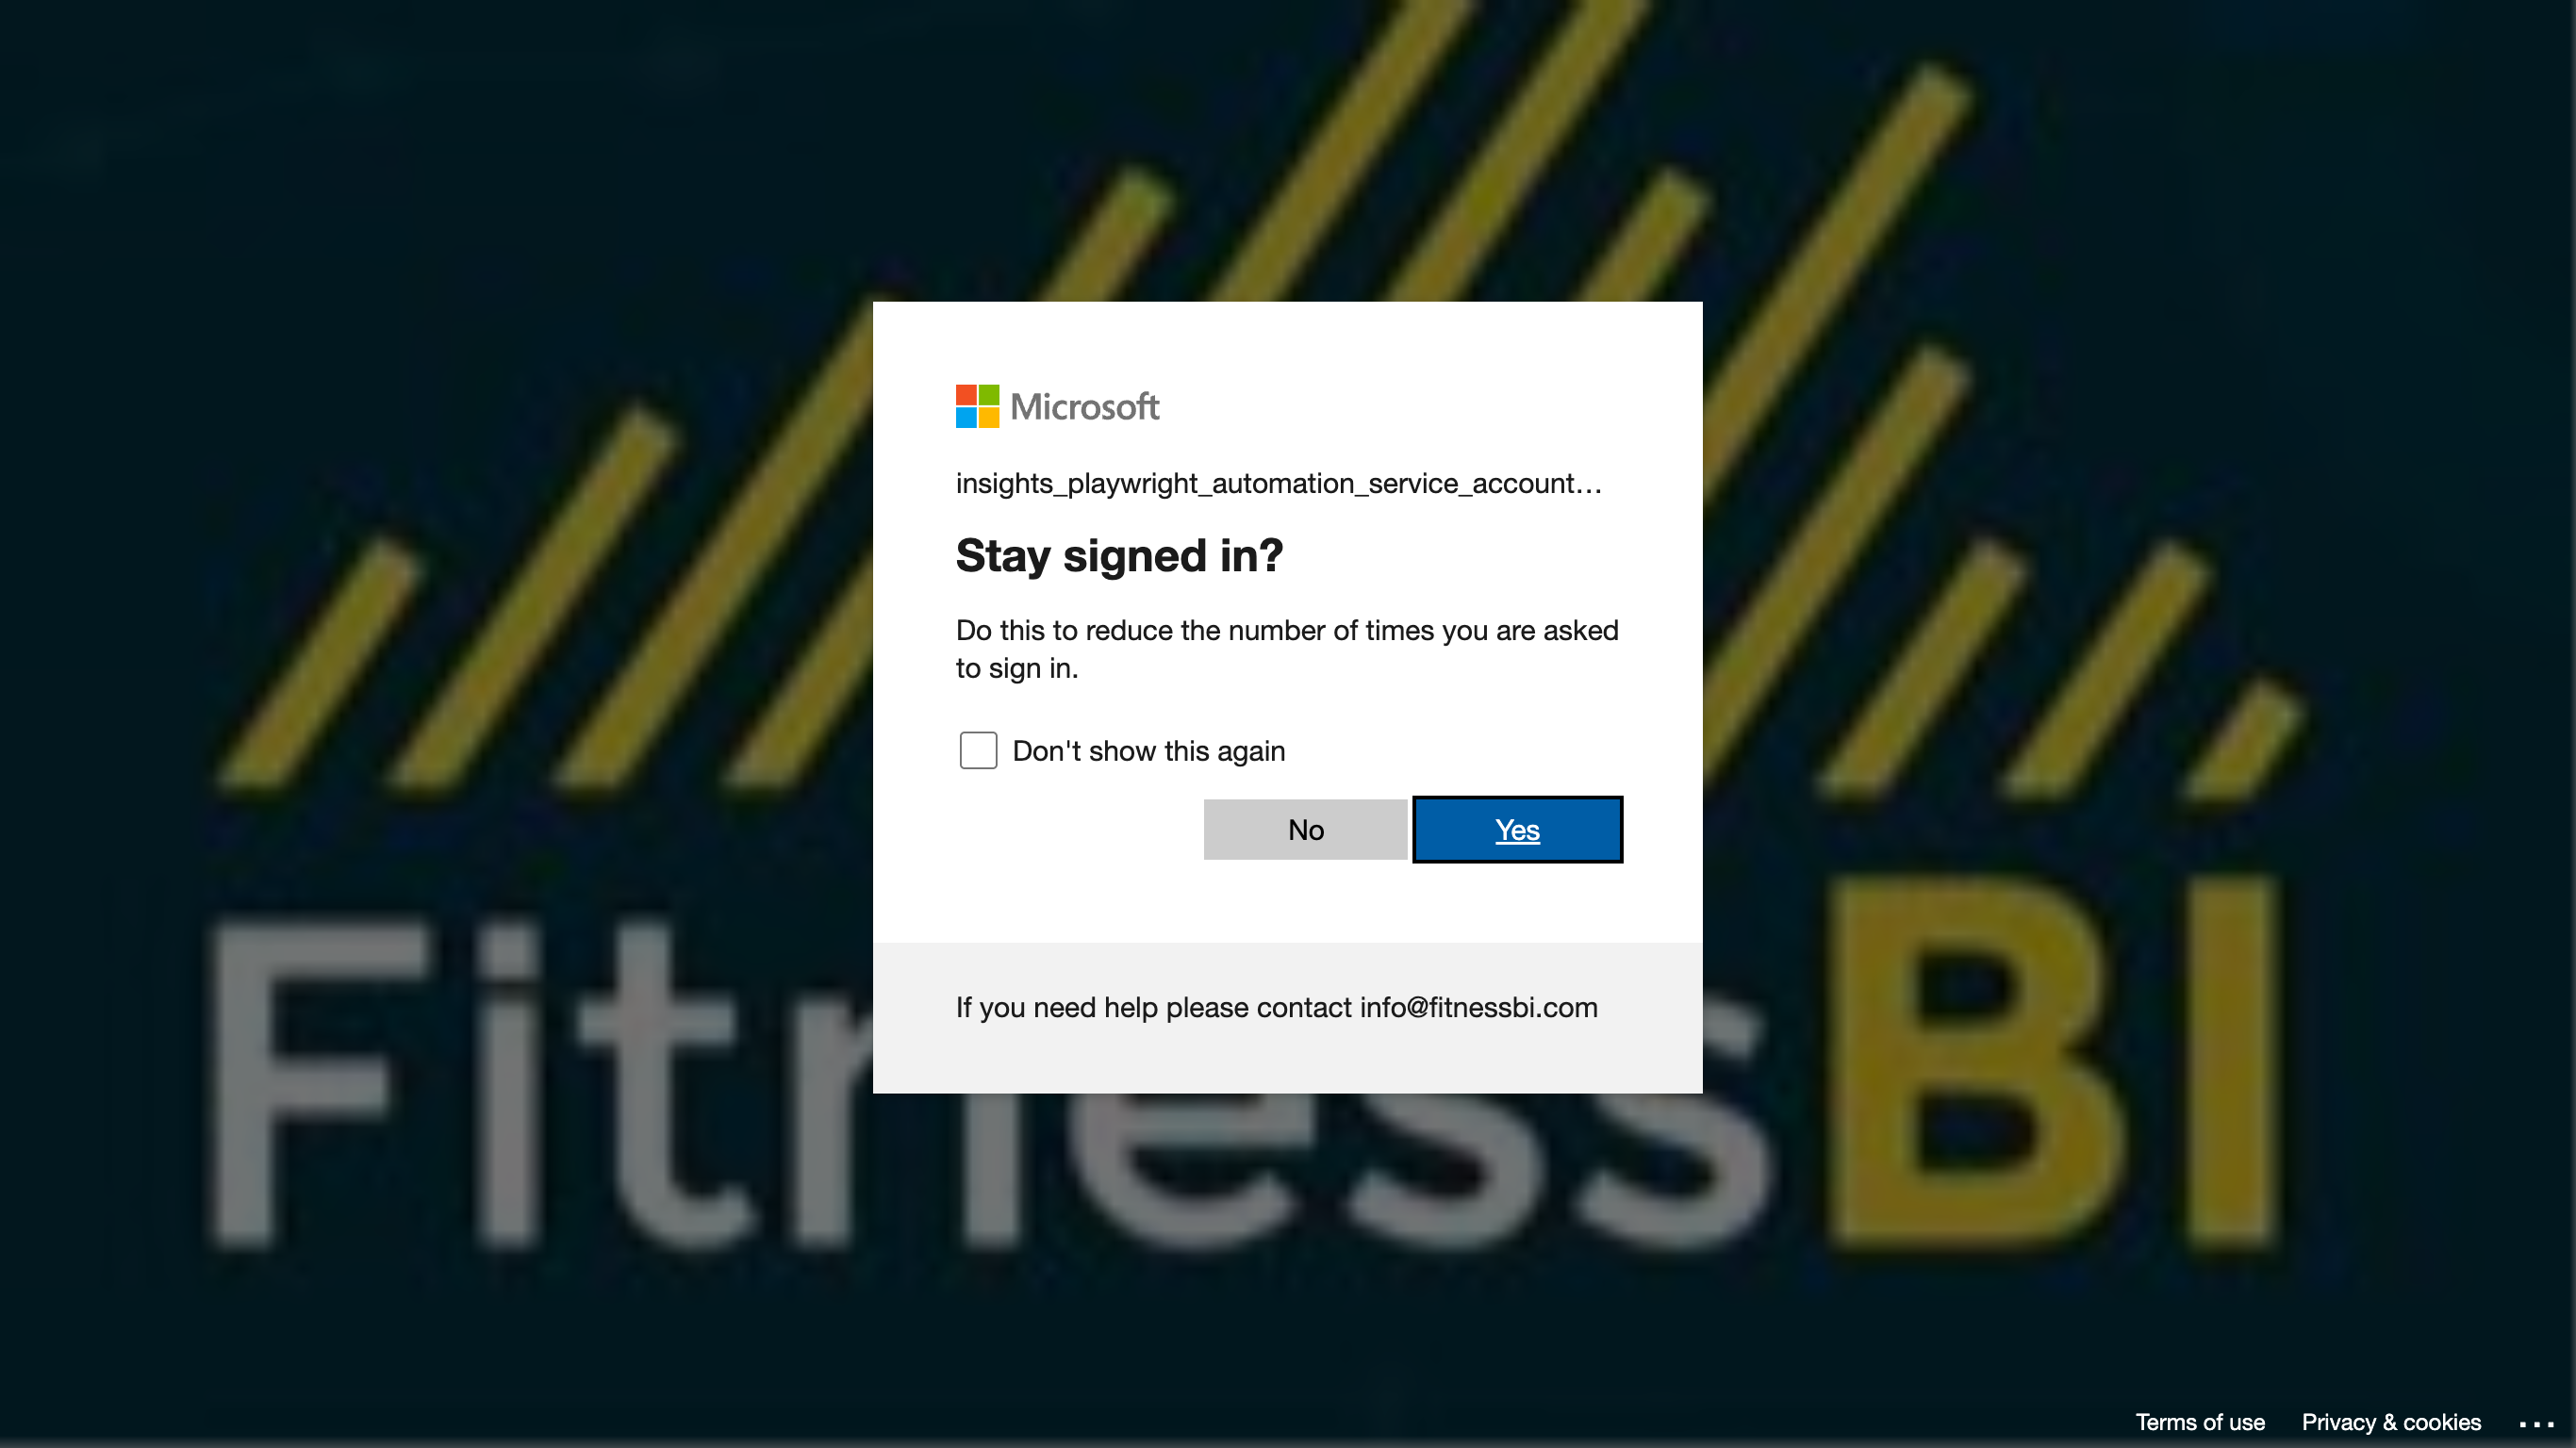 Microsoft
insights_playwright_automation_service_account...
Stay signed in?
Do this to reduce the number of times you are asked
to sign in.
Don't show this again
No
Yes
If you need help please contact info@fitnessbi.com
FitnessBI
Terms of use
Privacy & cookies
...